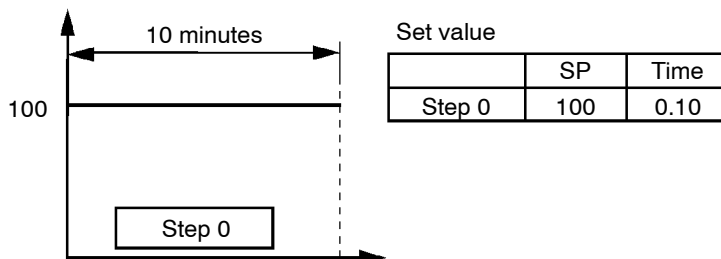 10 minutes
100
Step 0
Set value
SP Time
Step 0 100 0.10